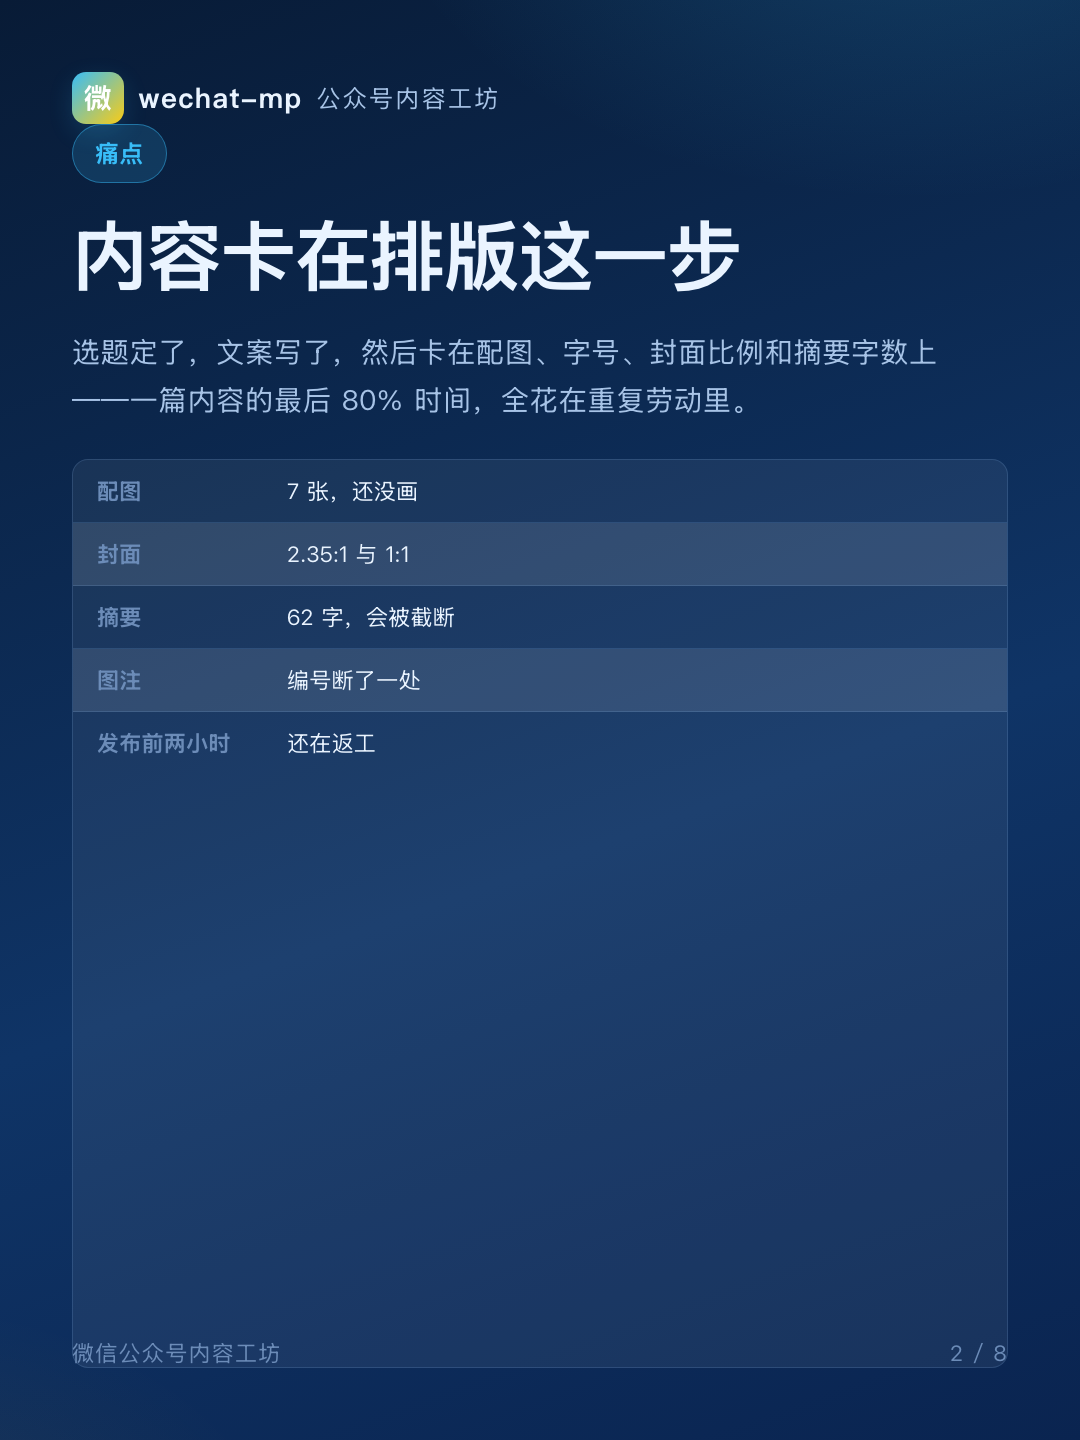 微 wechat-mp 公众号内容工坊
痛点
内容卡在排版这一步
选题定了，文案写了，然后卡在配图、字号、封面比例和摘要字数上
——一篇内容的最后 80% 时间，全花在重复劳动里。
配图 7 张，还没画
封面 2.35:1 与 1:1
摘要 62 字，会被截断
图注 编号断了一处
发布前两小时 还在返工
微信公众号内容工坊 2 / 8